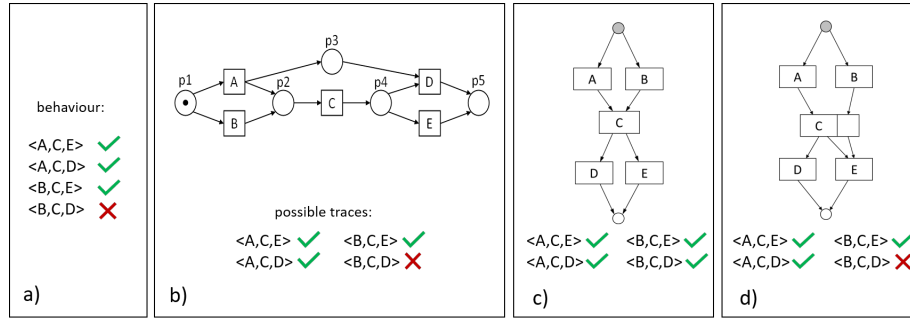 behaviour:
<A,C,E> ✓
<A,C,D> ✓
<B,C,E> ✓
<B,C,D> ✗
a)
p3
p1 A p2 C p4 D p5
B E
possible traces:
<A,C,E> ✓ <B,C,E> ✓
<A,C,D> ✓ <B,C,D> ✗
b)
A B
C
D E
<A,C,E> ✓ <B,C,E> ✓
<A,C,D> ✓ <B,C,D> ✓
c)
A B
C
D E
<A,C,E> ✓ <B,C,E> ✓
<A,C,D> ✓ <B,C,D> ✗
d)